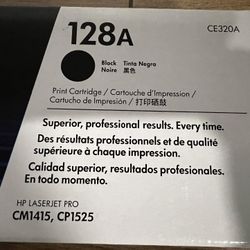 128A
CE320A
Black Tinta Negra
Noire 黑色
Print Cartridge / Cartouche d'Impression /
Cartucho de Impresión / 打印硒鼓
Superior, professional results. Every time.
Des résultats professionnels et de qualité
supérieure à chaque impression.
Calidad superior, resultados profesionales.
En todo momento.
HP LASERJET PRO
CM1415, CP1525